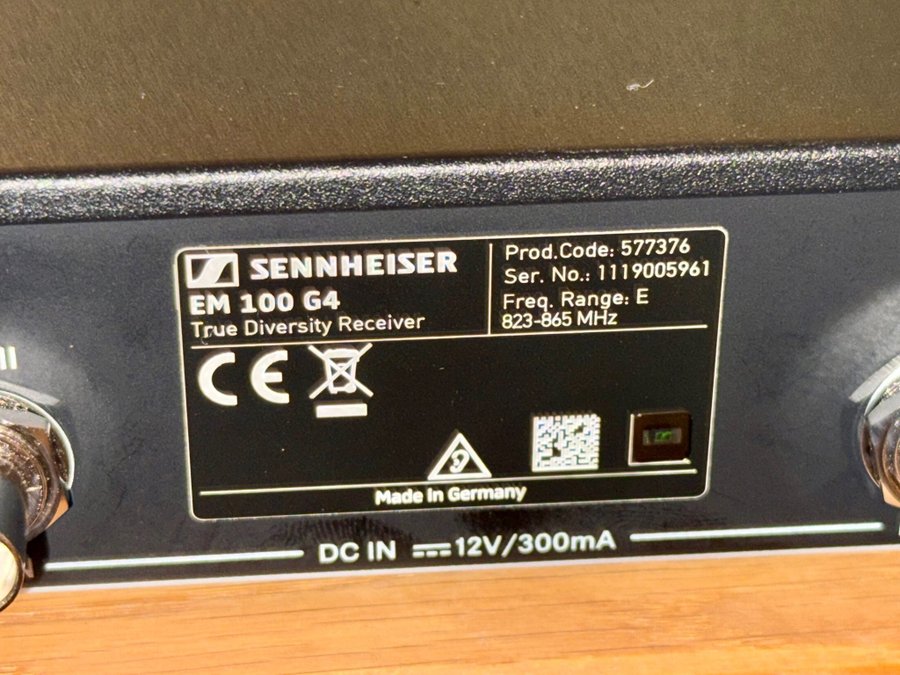 SENNHEISER
EM 100 G4
True Diversity Receiver
Prod.Code: 577376
Ser. No.: 1119005961
Freq. Range: E
823-865 MHz
CE
Made In Germany
DC IN 12V/300mA